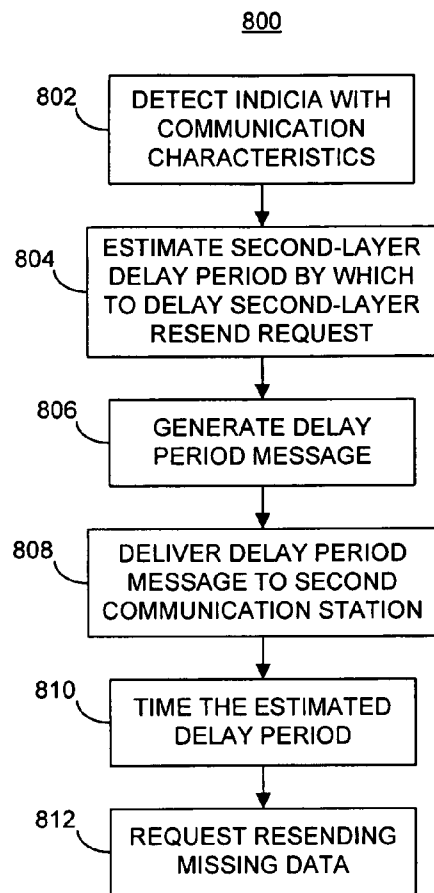 800
802
DETECT INDICIA WITH
COMMUNICATION
CHARACTERISTICS
804
ESTIMATE SECOND-LAYER
DELAY PERIOD BY WHICH
TO DELAY SECOND-LAYER
RESEND REQUEST
806
GENERATE DELAY
PERIOD MESSAGE
808
DELIVER DELAY PERIOD
MESSAGE TO SECOND
COMMUNICATION STATION
810
TIME THE ESTIMATED
DELAY PERIOD
812
REQUEST RESENDING
MISSING DATA